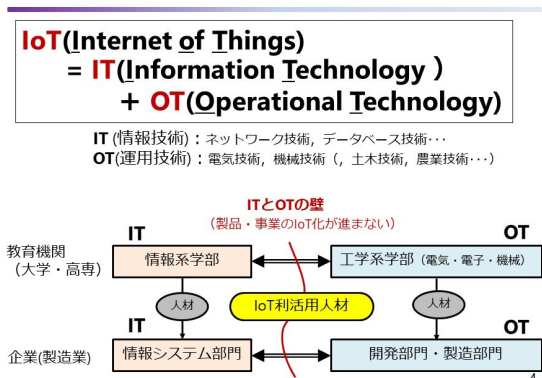 IoT(Internet of Things)
= IT(Information Technology )
+ OT(Operational Technology)
IT (情報技術)：ネットワーク技術，データベース技術･･･
OT(運用技術)：電気技術，機械技術（，土木技術，農業技術･･･）
ITとOTの壁
（製品・事業のIoT化が進まない）
IT
OT
教育機関
（大学・高専）
情報系学部
工学系学部（電気・電子・機械）
人材
IoT利活用人材
人材
IT
OT
企業(製造業)
情報システム部門
開発部門・製造部門